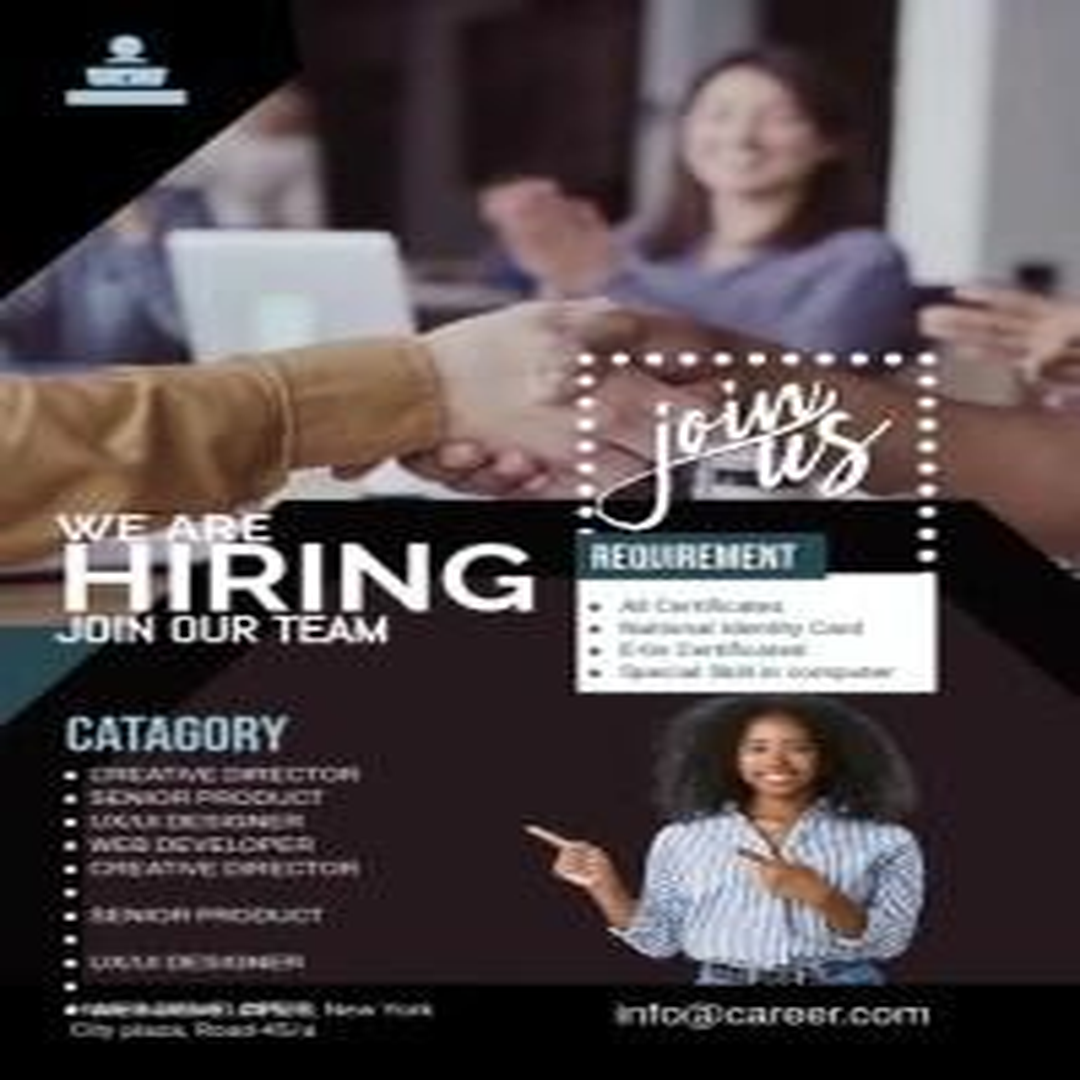 join
us
WE ARE
HIRING
JOIN OUR TEAM
REQUIREMENT
All Certificates
National Identity Card
Certificates
Special Skill in computer
CATAGORY
CREATIVE DIRECTOR
SENIOR PRODUCT
UX/UI DESIGNER
WEB DEVELOPER
CREATIVE DIRECTOR
SENIOR PRODUCT
UX/UI DESIGNER
New York
City plaza, Road-45/a
info@career.com